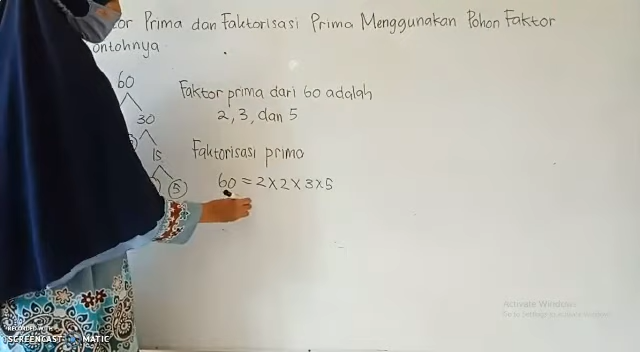 Prima dan Faktorisasi Prima Menggunakan Pohon Faktor
ontohnya
60
30
15
5
Faktor prima dari 60 adalah
2, 3, dan 5
Faktorisasi prima
60 = 2 x 2 x 3 x 5
Activate Windows
RECORDED WITH
SCREENCAST MATIC